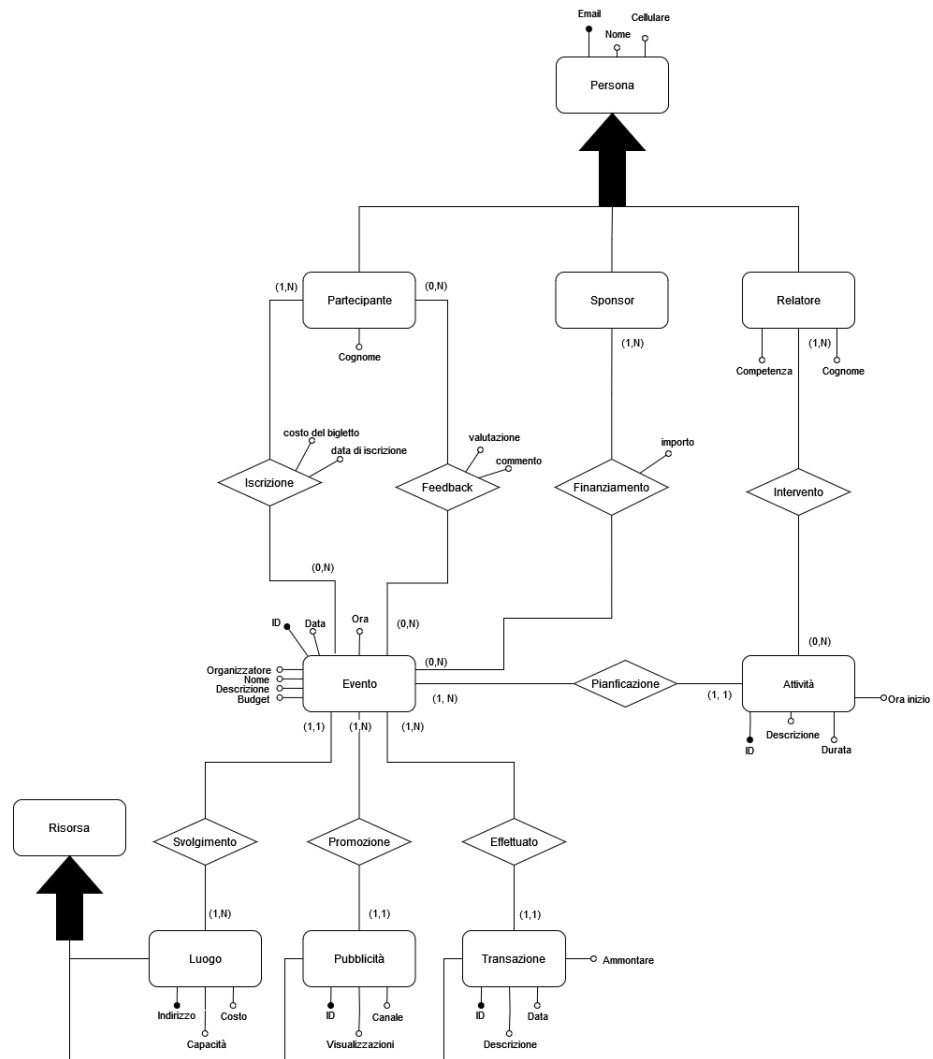 Email
Cellulare
Nome
Persona
(1,N)
Partecipante
(0,N)
Sponsor
Relatore
Cognome
(1,N)
(1,N)
Competenza
Cognome
costo del biglietto
data di iscrizione
valutazione
commento
importo
Iscrizione
Feedback
Finanziamento
Intervento
(0,N)
(0,N)
ID
Data
Ora
(0,N)
(0,N)
Organizzatore
Nome
Descrizione
Budget
Evento
Pianficazione
Attività
(1, N)
(1, 1)
Ora inizio
(1,1)
(1,N)
(1,N)
ID
Descrizione
Durata
Risorsa
Svolgimento
Promozione
Effettuato
(1,N)
(1,1)
(1,1)
Luogo
Pubblicità
Transazione
Ammontare
Indirizzo
Costo
Capacità
ID
Canale
Visualizzazioni
ID
Data
Descrizione